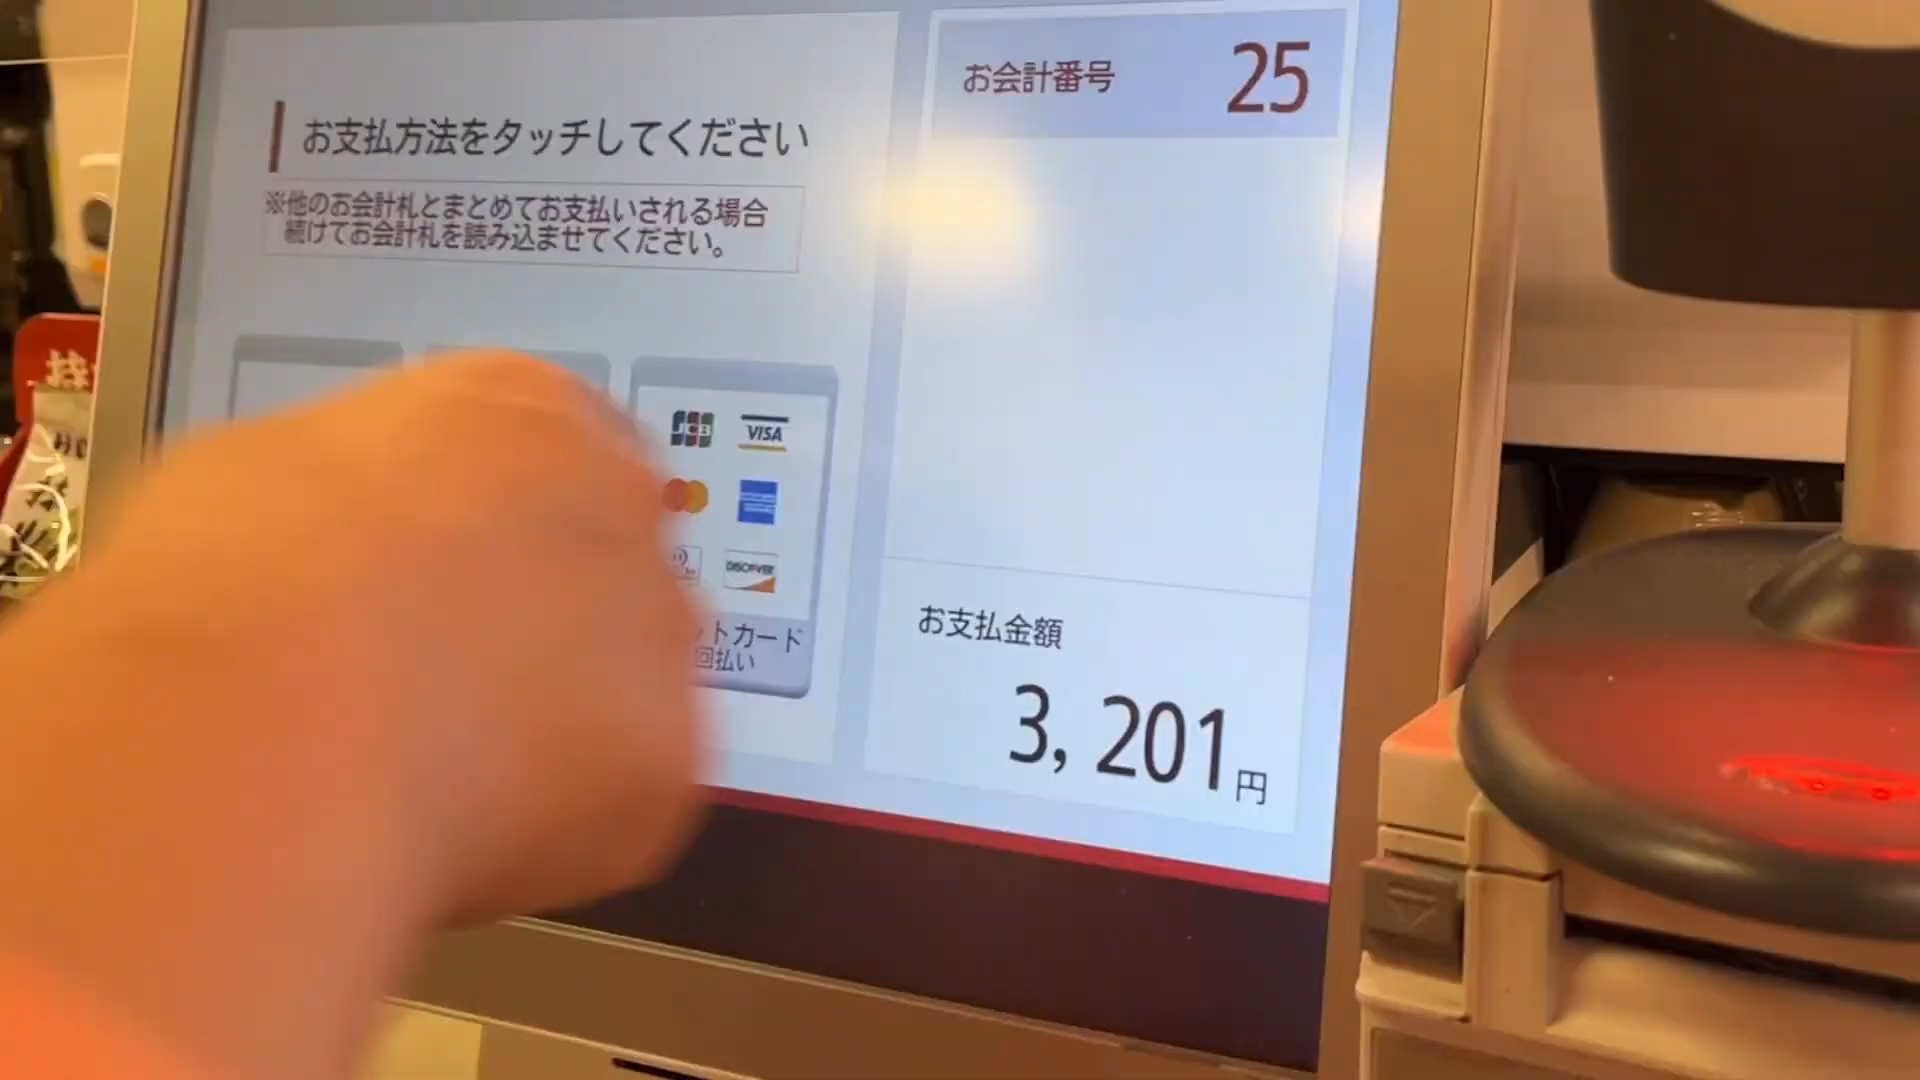 お会計番号 25
お支払方法をタッチしてください
※他のお会計札とまとめてお支払いされる場合
続けてお会計札を読み込ませてください。
JCB VISA
DISCOVER
トカード
回払い
お支払金額
3,201円